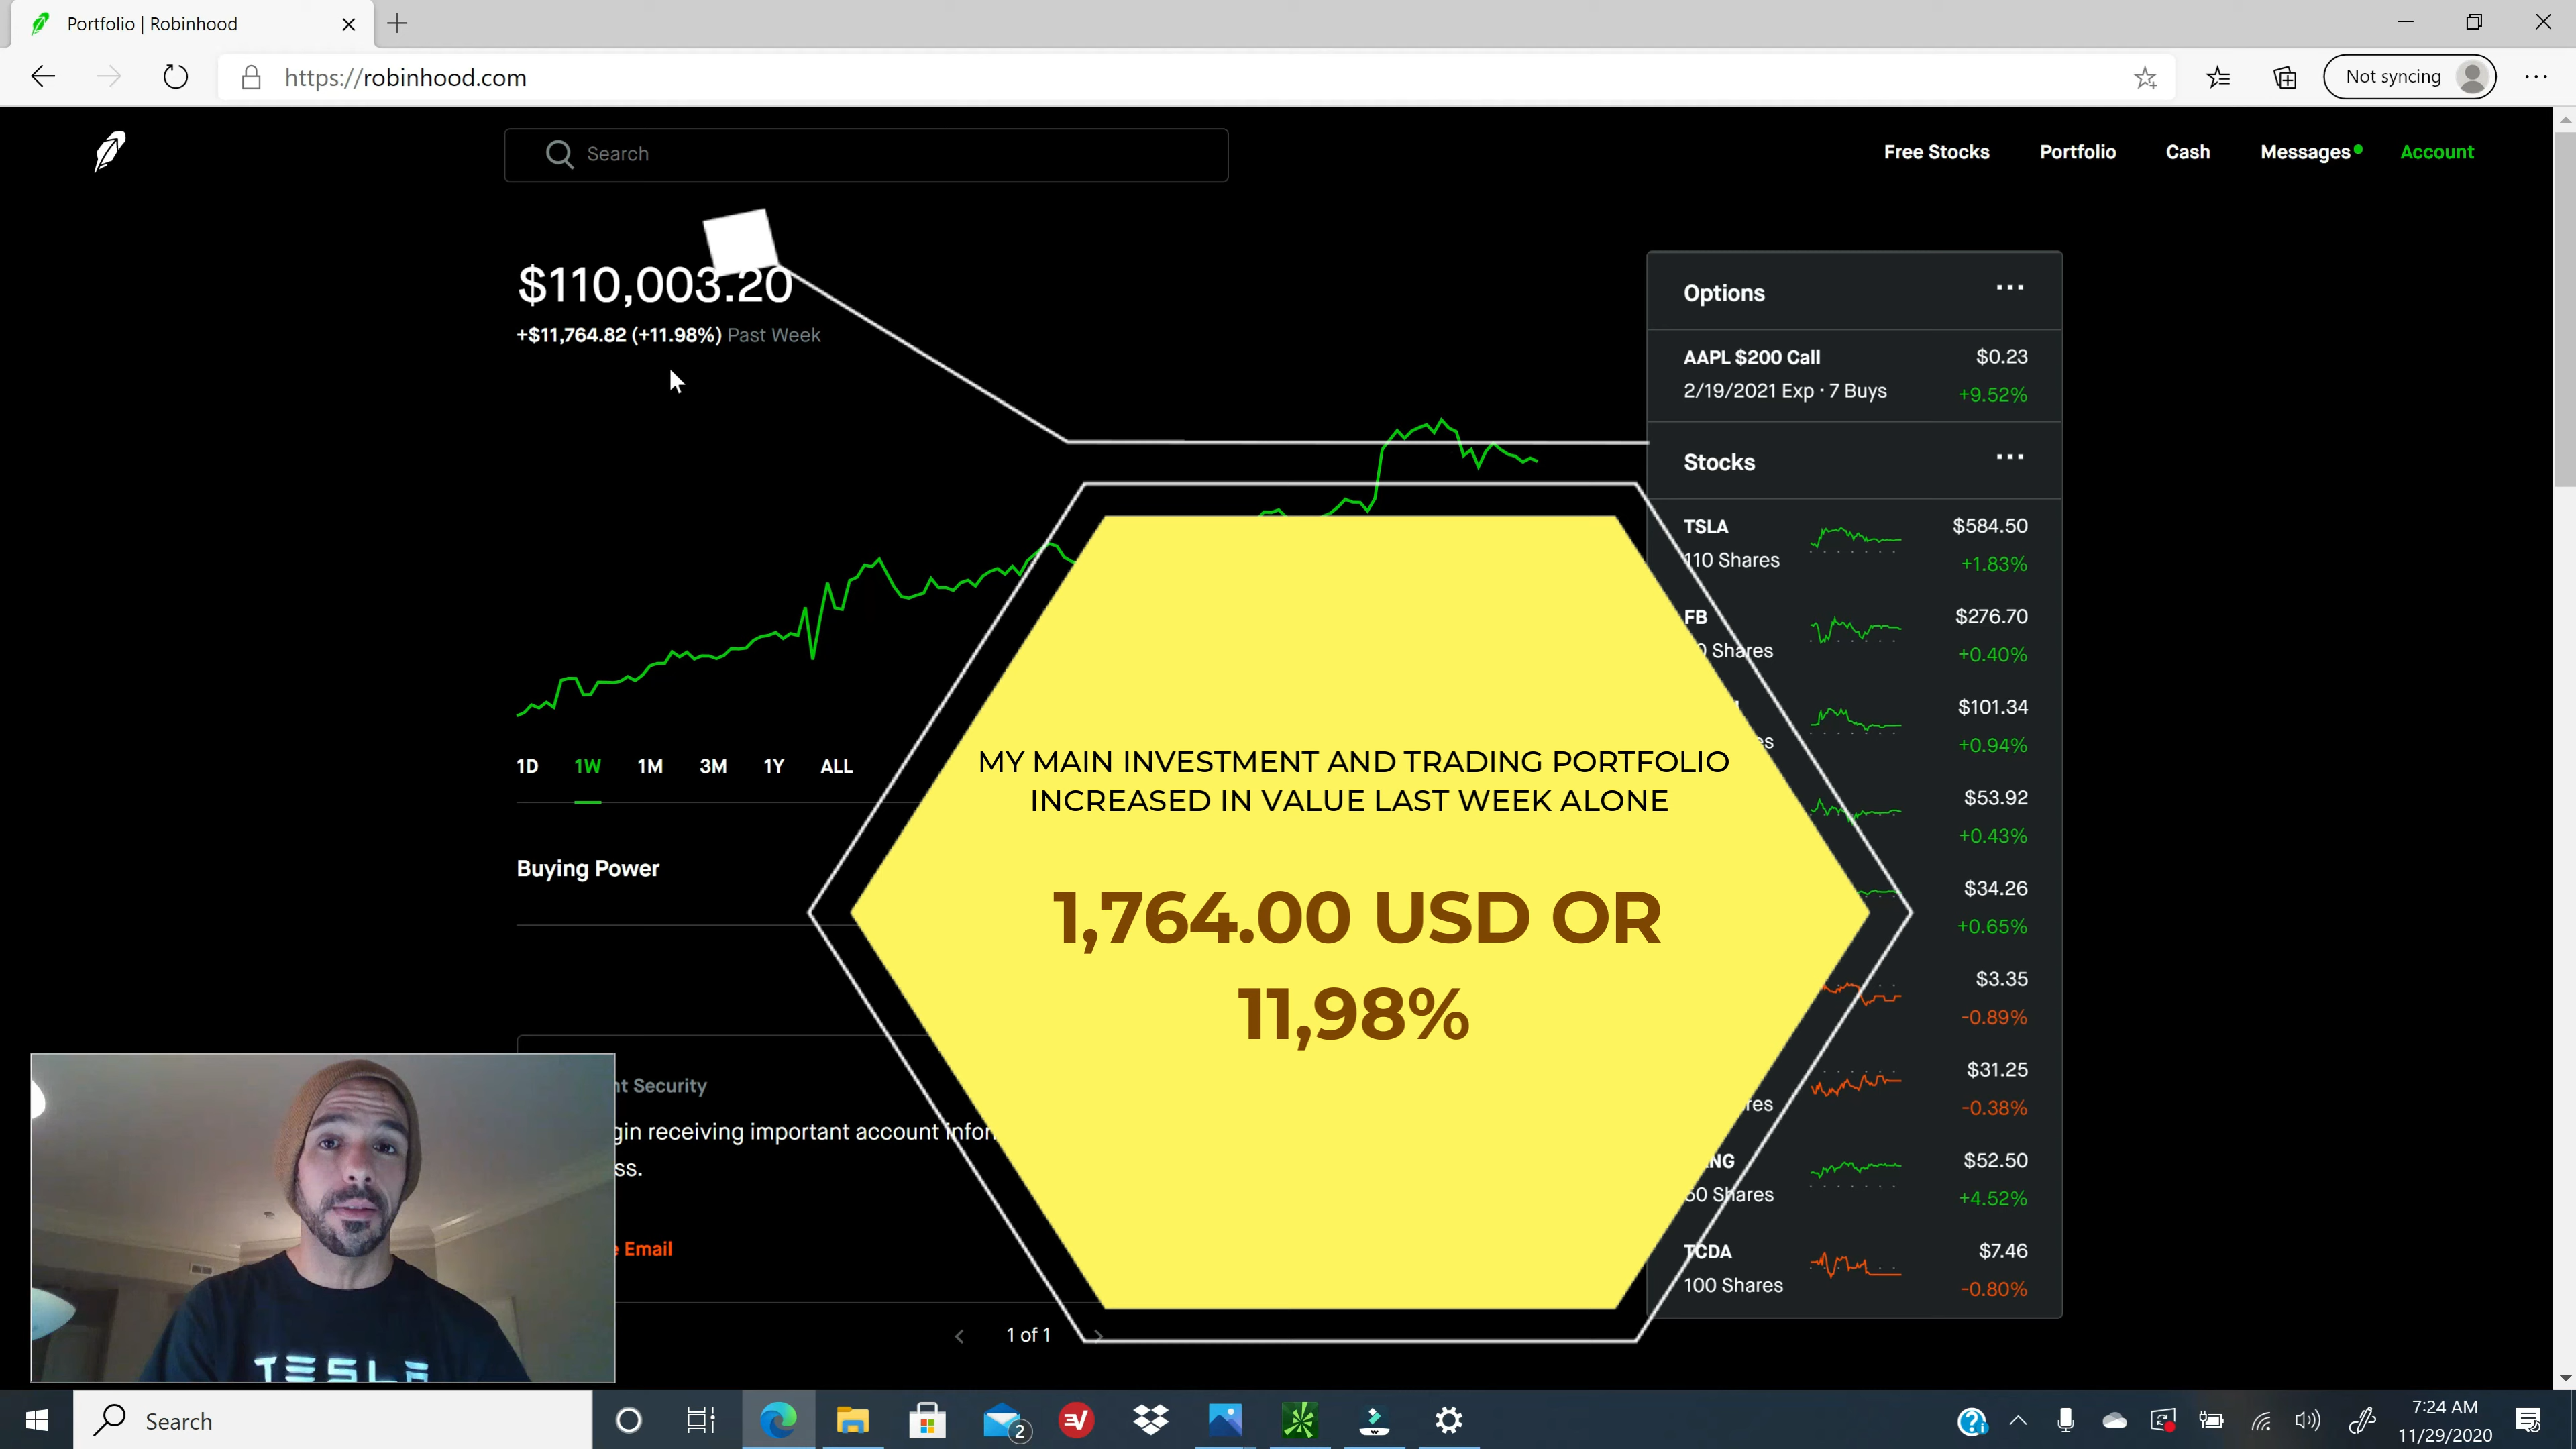 Portfolio | Robinhood
https://robinhood.com
Not syncing
Search
Free Stocks
Portfolio
Cash
Messages
Account
$110,003.20
+$11,764.82 (+11.98%) Past Week
1D
1W
1M
3M
1Y
ALL
Buying Power
Security
receiving important account
Email
1 of 1
MY MAIN INVESTMENT AND TRADING PORTFOLIO
INCREASED IN VALUE LAST WEEK ALONE
1,764.00 USD OR
11,98%
Options
AAPL $200 Call
$0.23
2/19/2021 Exp · 7 Buys
+9.52%
Stocks
TSLA
$584.50
110 Shares
+1.83%
FB
$276.70
Shares
+0.40%
$101.34
+0.94%
$53.92
+0.43%
$34.26
+0.65%
$3.35
-0.89%
$31.25
-0.38%
$52.50
Shares
+4.52%
TCDA
$7.46
100 Shares
-0.80%
TESLA
Search
2
7:24 AM
11/29/2020